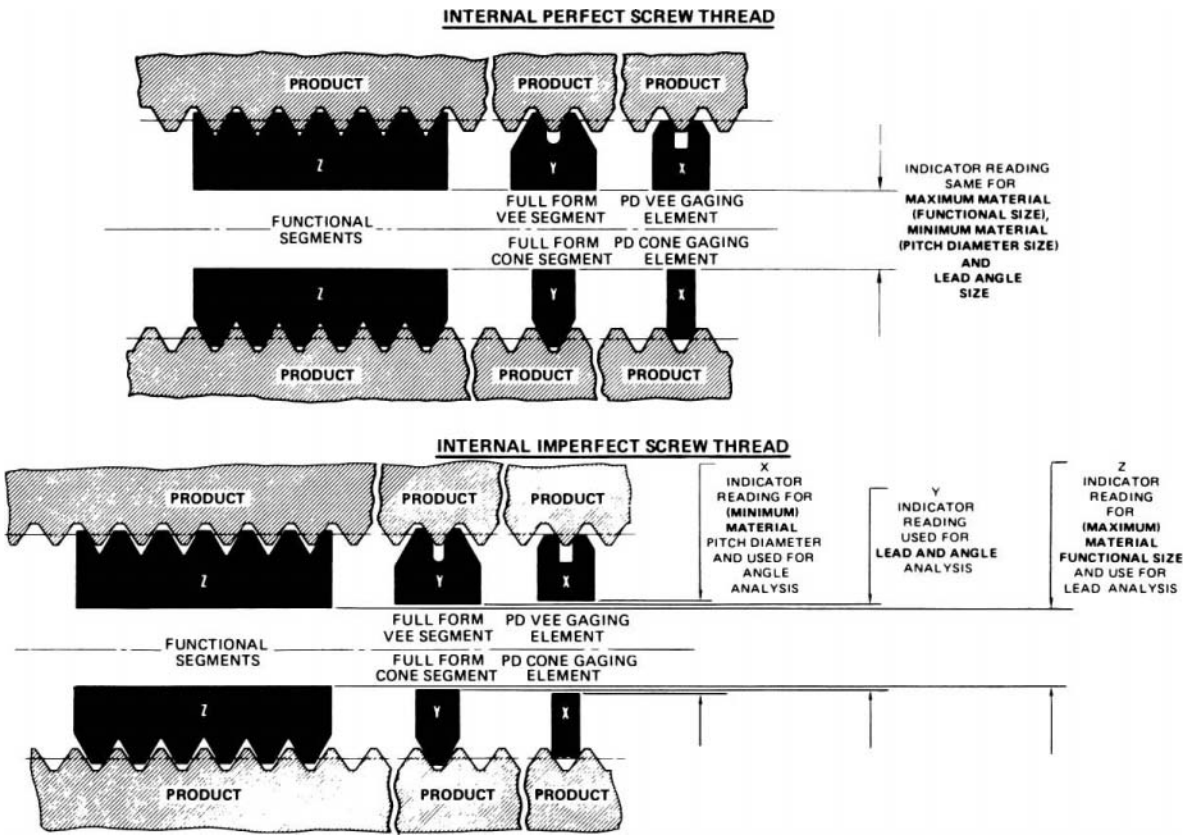 INTERNAL PERFECT SCREW THREAD
PRODUCT
PRODUCT
PRODUCT
Z
Y
X
FUNCTIONAL
SEGMENTS
FULL FORM
VEE SEGMENT
PD VEE GAGING
ELEMENT
FULL FORM
CONE SEGMENT
PD CONE GAGING
ELEMENT
INDICATOR READING
SAME FOR
MAXIMUM MATERIAL
(FUNCTIONAL SIZE),
MINIMUM MATERIAL
(PITCH DIAMETER SIZE)
AND
LEAD ANGLE
SIZE
Z
Y
X
PRODUCT
PRODUCT
PRODUCT
INTERNAL IMPERFECT SCREW THREAD
PRODUCT
PRODUCT
PRODUCT
Z
Y
X
X
INDICATOR
READING FOR
(MINIMUM)
MATERIAL
PITCH DIAMETER
AND USED FOR
ANGLE
ANALYSIS
Y
INDICATOR
READING
USED FOR
LEAD AND ANGLE
ANALYSIS
Z
INDICATOR
READING
FOR
(MAXIMUM)
MATERIAL
FUNCTIONAL SIZE
AND USE FOR
LEAD ANALYSIS
FUNCTIONAL
SEGMENTS
FULL FORM
VEE SEGMENT
PD VEE GAGING
ELEMENT
FULL FORM
CONE SEGMENT
PD CONE GAGING
ELEMENT
Z
Y
X
PRODUCT
PRODUCT
PRODUCT